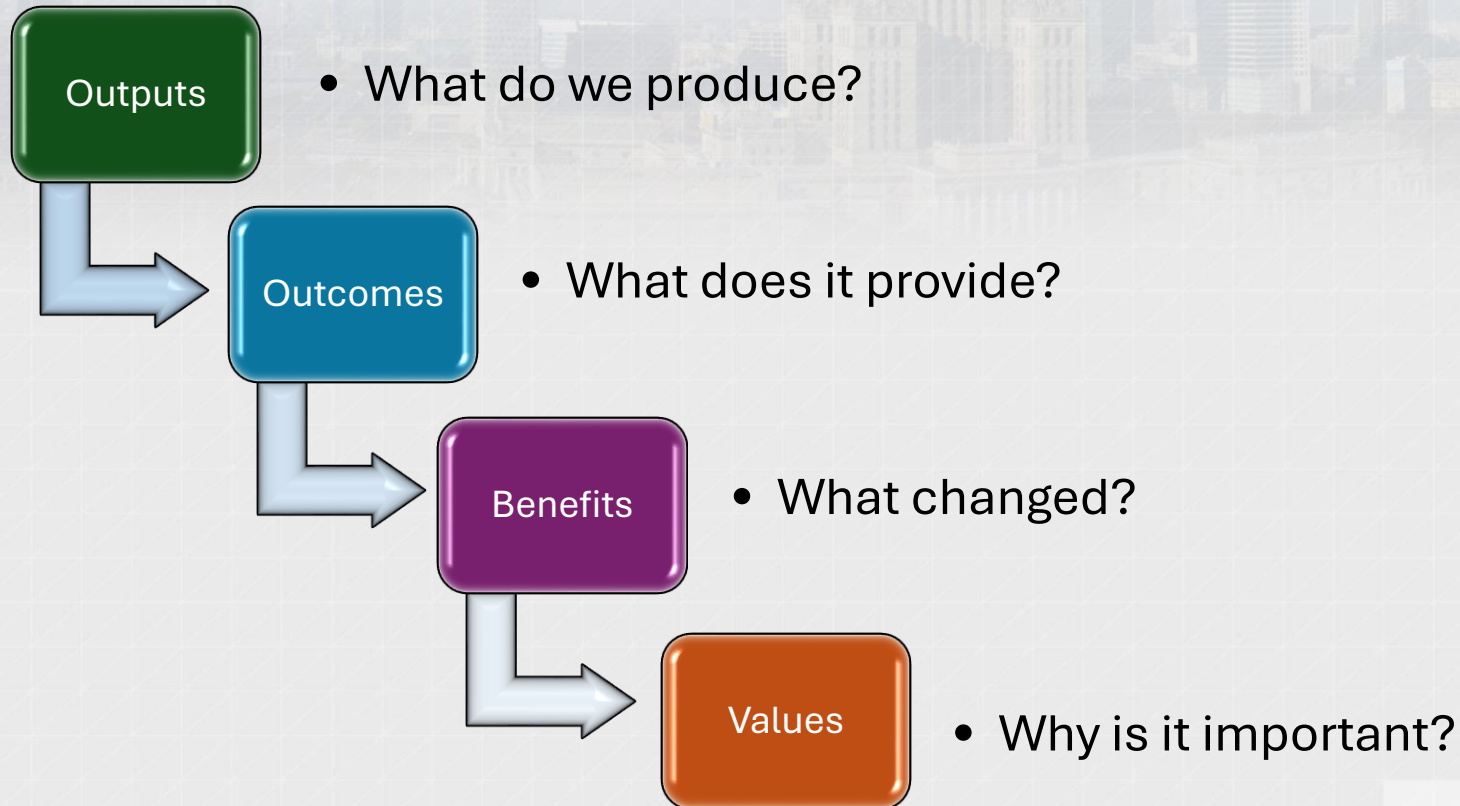 Outputs
• What do we produce?
Outcomes
• What does it provide?
Benefits
• What changed?
Values
• Why is it important?